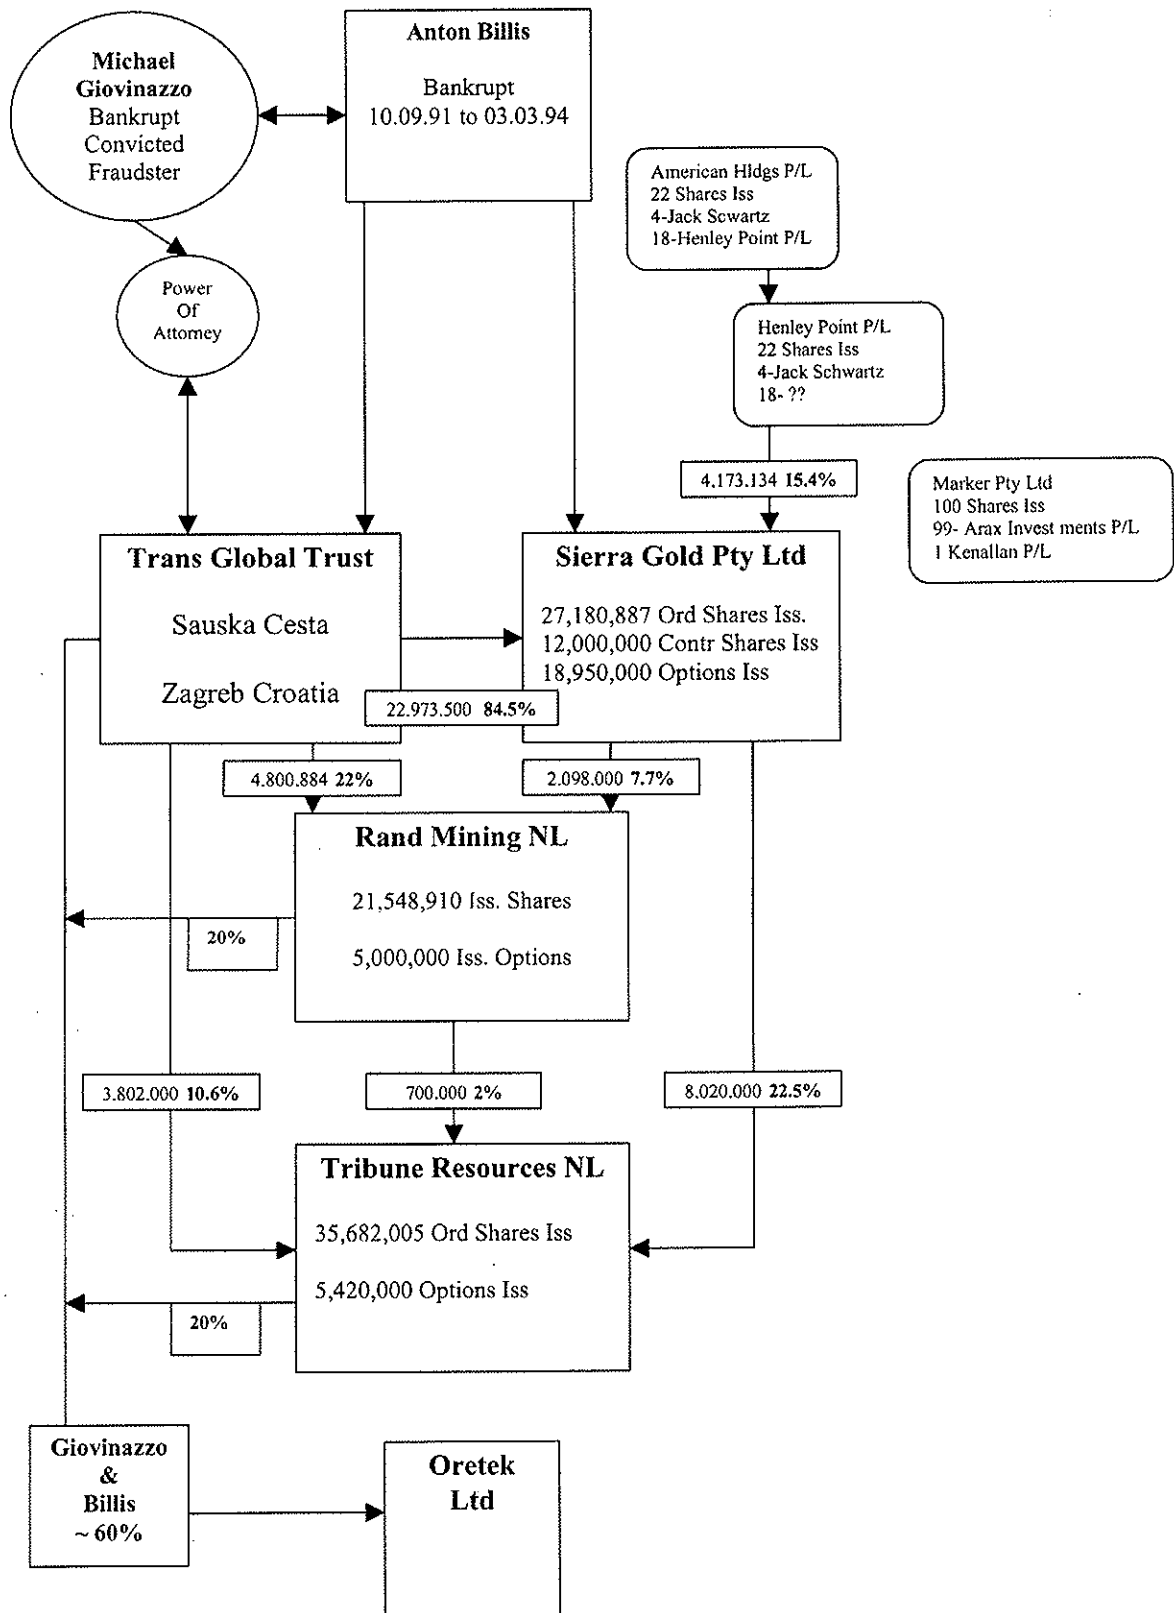 Michael
Giovinazzo
Bankrupt
Convicted
Fraudster
Anton Billis
Bankrupt
10.09.91 to 03.03.94
American Hldgs P/L
22 Shares Iss
4-Jack Scwartz
18-Henley Point P/L
Power
Of
Attorney
Henley Point P/L
22 Shares Iss
4-Jack Schwartz
18- ??
4.173.134 15.4%
Marker Pty Ltd
100 Shares Iss
99- Arax Invest ments P/L
1 Kenallan P/L
Trans Global Trust
Sauska Cesta
Zagreb Croatia
Sierra Gold Pty Ltd
27,180,887 Ord Shares Iss.
12,000,000 Contr Shares Iss
18,950,000 Options Iss
22.973.500 84.5%
4.800.884 22%
2.098.000 7.7%
Rand Mining NL
21,548,910 Iss. Shares
5,000,000 Iss. Options
20%
3.802.000 10.6%
700.000 2%
8.020.000 22.5%
Tribune Resources NL
35,682,005 Ord Shares Iss
5,420,000 Options Iss
20%
Giovinazzo
&
Billis
~ 60%
Oretek
Ltd